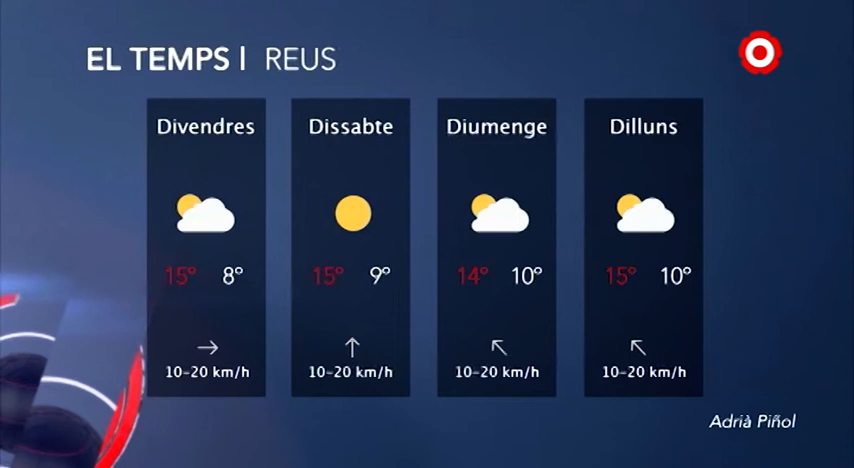 EL TEMPS | REUS
Divendres
15° 8°
10-20 km/h
Dissabte
15° 9°
10-20 km/h
Diumenge
14° 10°
10-20 km/h
Dilluns
15° 10°
10-20 km/h
Adrià Piñol